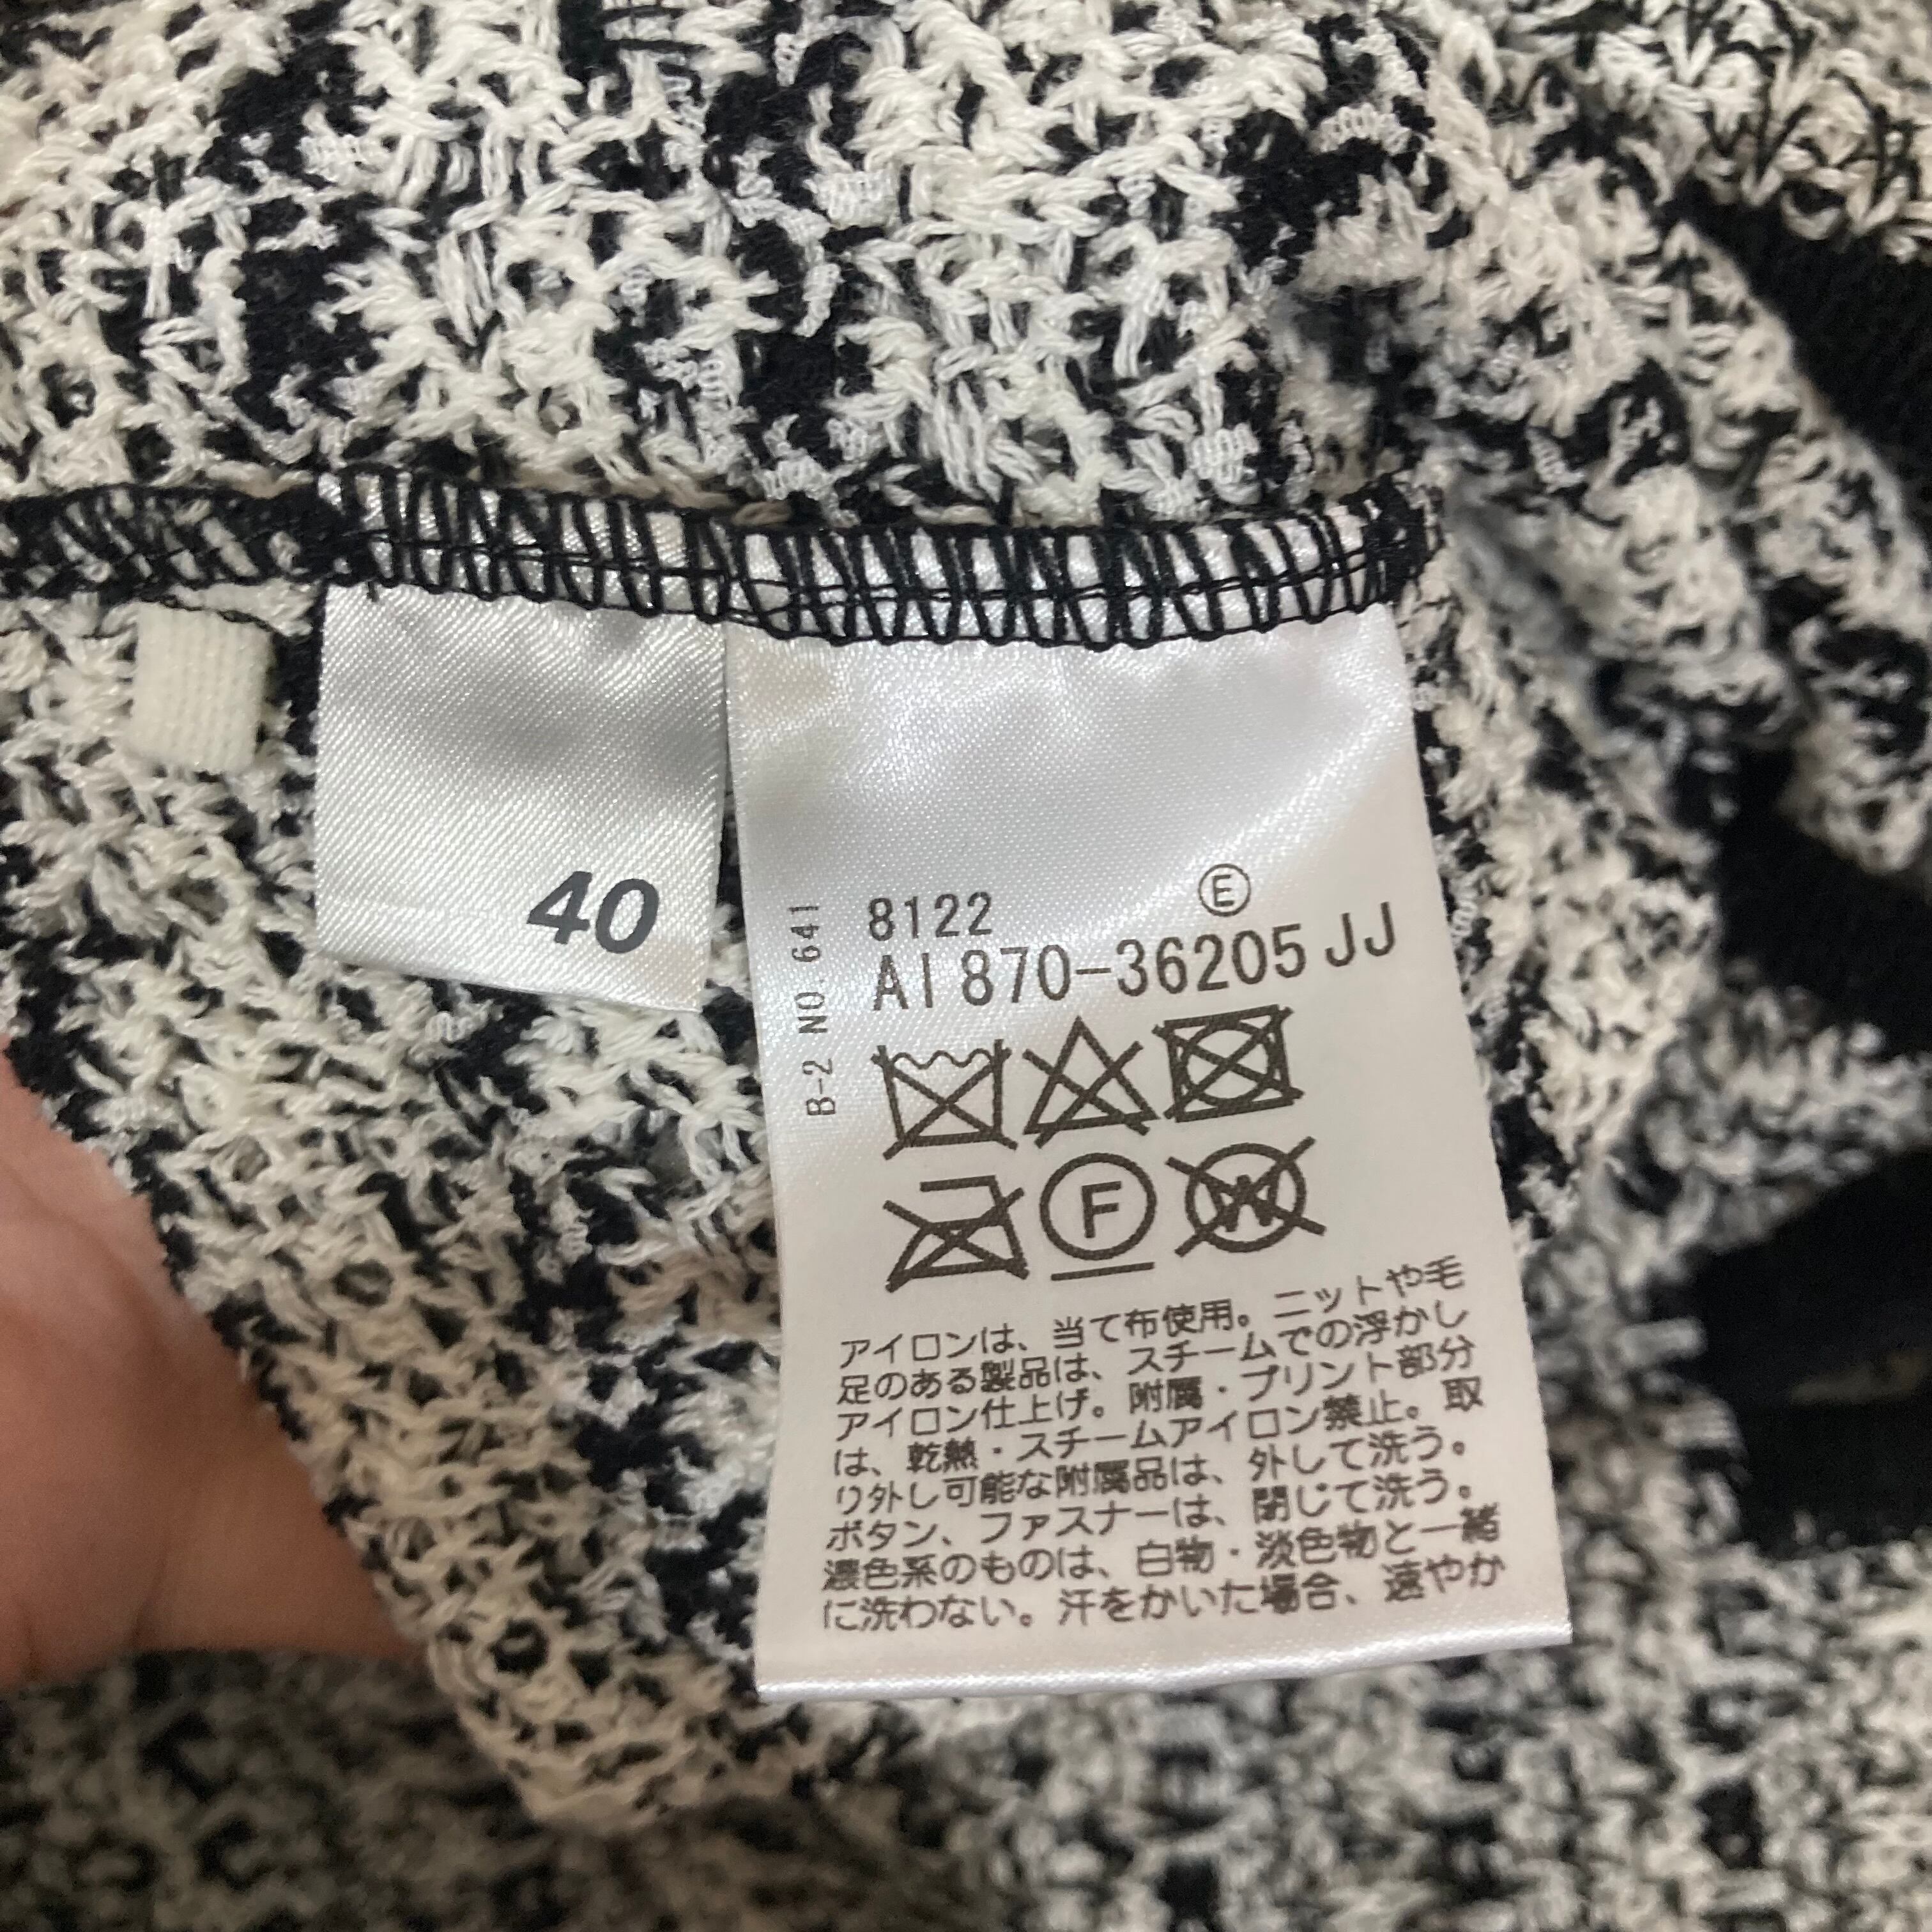 40
B-2 NO 641
8122
Ⓔ
AI 870-36205 JJ
F
W
アイロンは、当て布使用。ニットや毛
足のある製品は、スチームでの浮かし
アイロン仕上げ。附属・プリント部分
は、乾熱・スチームアイロン禁止。取
り外し可能な附属品は、外して洗う。
ボタン、ファスナーは、閉じて洗う。
濃色系のものは、白物・淡色物と一緒
に洗わない。汗をかいた場合、速やか